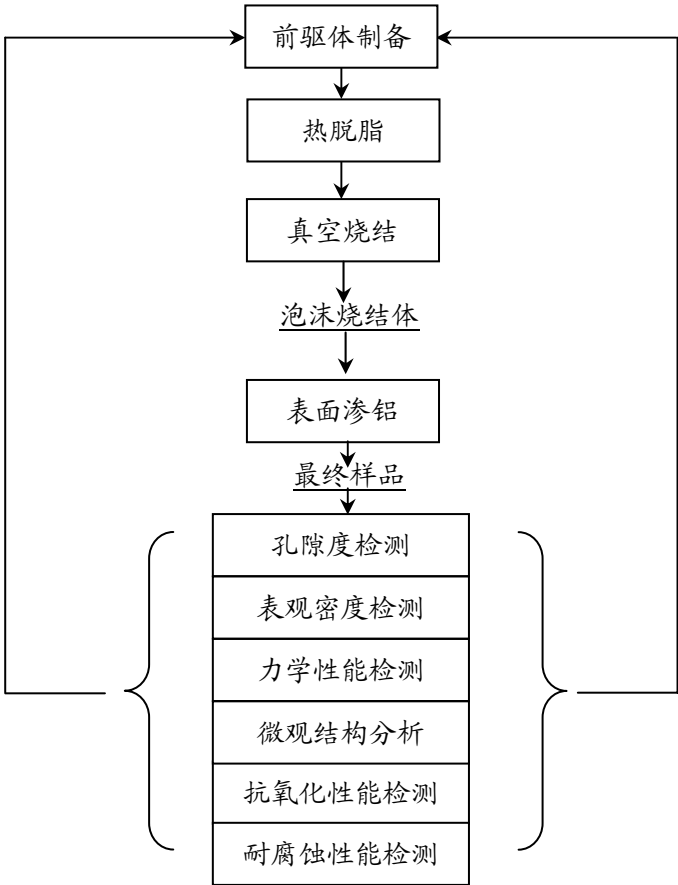 前驱体制备
热脱脂
真空烧结
泡沫烧结体
表面渗铝
最终样品
孔隙度检测
表观密度检测
力学性能检测
微观结构分析
抗氧化性能检测
耐腐蚀性能检测